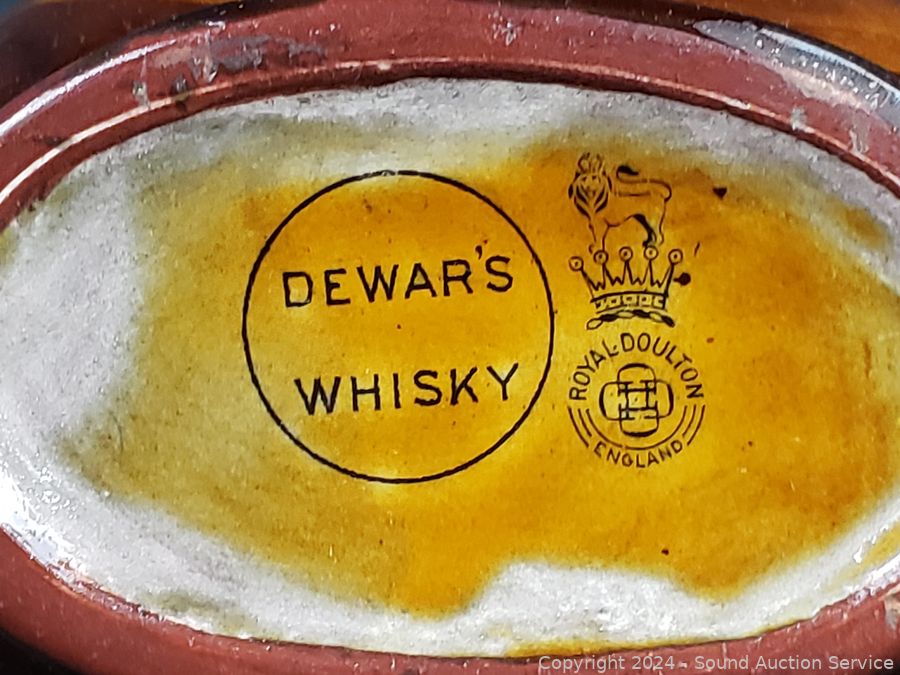 DEWAR'S
WHISKY
ROYAL·DOULTON
ENGLAND
Copyright 2024 - Sound Auction Service